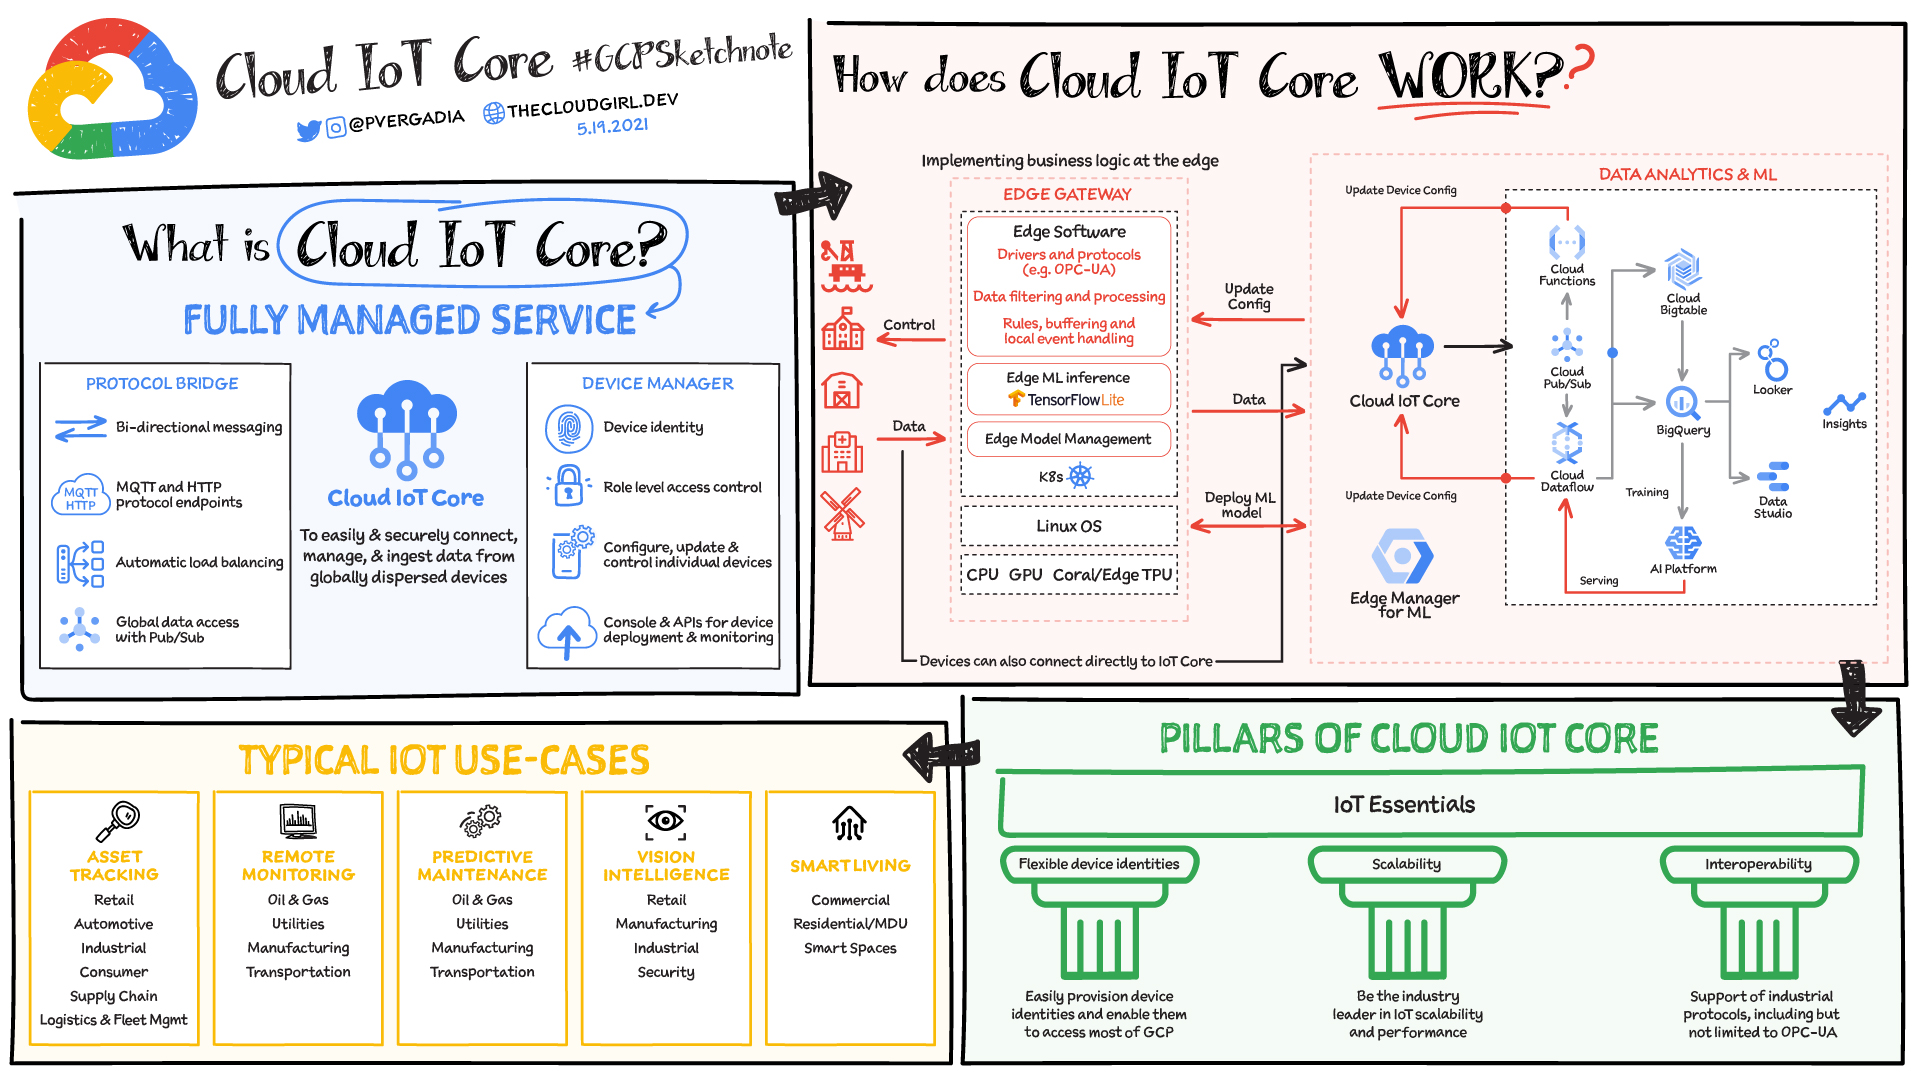 Cloud IoT Core #GCPSketchnote
@PVERGADIA THECLOUDGIRL.DEV
5.19.2021
What is Cloud IoT Core?
FULLY MANAGED SERVICE
PROTOCOL BRIDGE
Bi-directional messaging
MQTT
HTTP
MQTT and HTTP
protocol endpoints
Automatic load balancing
Global data access
with Pub/Sub
Cloud IoT Core
To easily & securely connect,
manage, & ingest data from
globally dispersed devices
DEVICE MANAGER
Device identity
Role level access control
Configure, update &
control individual devices
Console & APIs for device
deployment & monitoring
How does Cloud IoT Core WORK??
Implementing business logic at the edge
EDGE GATEWAY
Edge Software
Drivers and protocols
(e.g. OPC-UA)
Data filtering and processing
Rules, buffering and
local event handling
Edge ML inference
TensorFlow Lite
Edge Model Management
K8s
Linux OS
CPU GPU Coral/Edge TPU
Control
Data
Devices can also connect directly to IoT Core
Update
Config
Data
Deploy ML
model
Update Device Config
Cloud IoT Core
Update Device Config
Edge Manager
for ML
DATA ANALYTICS & ML
Cloud
Functions
Cloud
Pub/Sub
Cloud
Dataflow
Cloud
Bigtable
BigQuery
Training
AI Platform
Serving
Looker
Data
Studio
Insights
PILLARS OF CLOUD IOT CORE
IoT Essentials
Flexible device identities
Easily provision device
identities and enable them
to access most of GCP
Scalability
Be the industry
leader in IoT scalability
and performance
Interoperability
Support of industrial
protocols, including but
not limited to OPC-UA
TYPICAL IOT USE-CASES
ASSET
TRACKING
Retail
Automotive
Industrial
Consumer
Supply Chain
Logistics & Fleet Mgmt
REMOTE
MONITORING
Oil & Gas
Utilities
Manufacturing
Transportation
PREDICTIVE
MAINTENANCE
Oil & Gas
Utilities
Manufacturing
Transportation
VISION
INTELLIGENCE
Retail
Manufacturing
Industrial
Security
SMART LIVING
Commercial
Residential/MDU
Smart Spaces